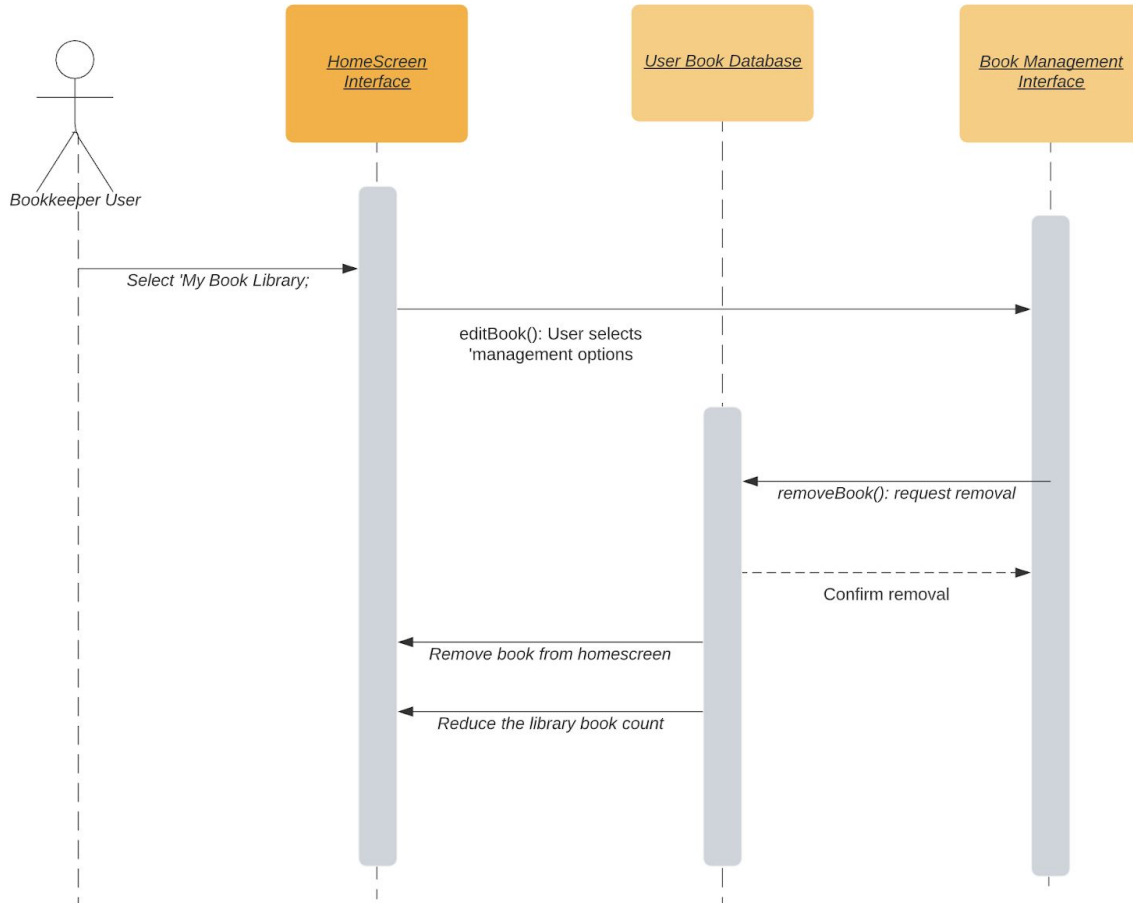 HomeScreen
Interface
User Book Database
Book Management
Interface
Bookkeeper User
Select 'My Book Library;
editBook(): User selects
'management options
removeBook(): request removal
Confirm removal
Remove book from homescreen
Reduce the library book count